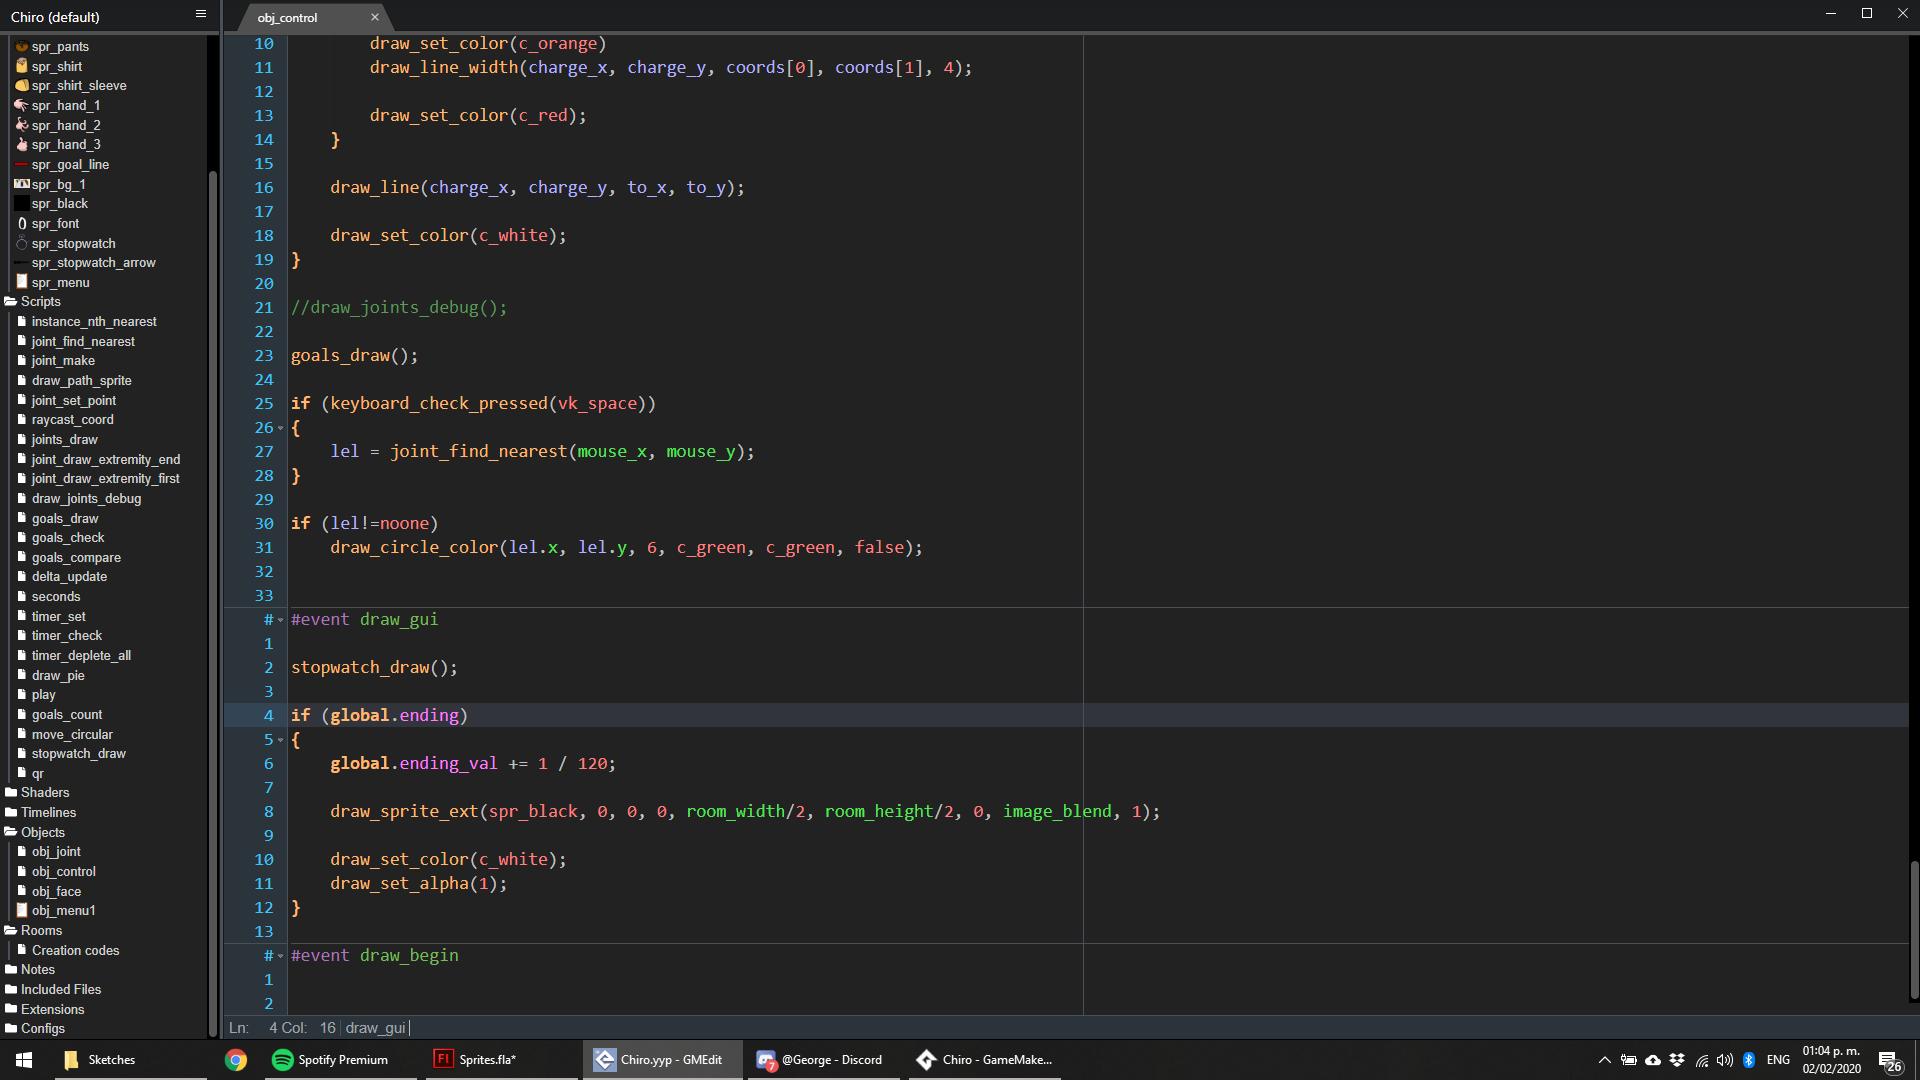 Chiro (default)
spr_pants
spr_shirt
spr_shirt_sleeve
spr_hand_1
spr_hand_2
spr_hand_3
spr_goal_line
spr_bg_1
spr_black
spr_font
spr_stopwatch
spr_stopwatch_arrow
spr_menu
Scripts
instance_nth_nearest
joint_find_nearest
joint_make
draw_path_sprite
joint_set_point
raycast_coord
joints_draw
joint_draw_extremity_end
joint_draw_extremity_first
draw_joints_debug
goals_draw
goals_check
goals_compare
delta_update
seconds
timer_set
timer_check
timer_deplete_all
draw_pie
play
goals_count
move_circular
stopwatch_draw
qr
Shaders
Timelines
Objects
obj_joint
obj_control
obj_face
obj_menu1
Rooms
Creation codes
Notes
Included Files
Extensions
Configs
obj_control
10 draw_set_color(c_orange)
11 draw_line_width(charge_x, charge_y, coords[0], coords[1], 4);
12
13 draw_set_color(c_red);
14 }
15
16 draw_line(charge_x, charge_y, to_x, to_y);
17
18 draw_set_color(c_white);
19 }
20
21 //draw_joints_debug();
22
23 goals_draw();
24
25 if (keyboard_check_pressed(vk_space))
26 {
27 lel = joint_find_nearest(mouse_x, mouse_y);
28 }
29
30 if (lel!=noone)
31 draw_circle_color(lel.x, lel.y, 6, c_green, c_green, false);
32
33
# #event draw_gui
1
2 stopwatch_draw();
3
4 if (global.ending)
5 {
6 global.ending_val += 1 / 120;
7
8 draw_sprite_ext(spr_black, 0, 0, 0, room_width/2, room_height/2, 0, image_blend, 1);
9
10 draw_set_color(c_white);
11 draw_set_alpha(1);
12 }
13
# #event draw_begin
1
2
Ln: 4 Col: 16 draw_gui
Sketches
Spotify Premium
Fl Sprites.fla*
Chiro.yyp - GMEdit
7 @George - Discord
Chiro - GameMake...
ENG
01:04 p. m.
02/02/2020
26